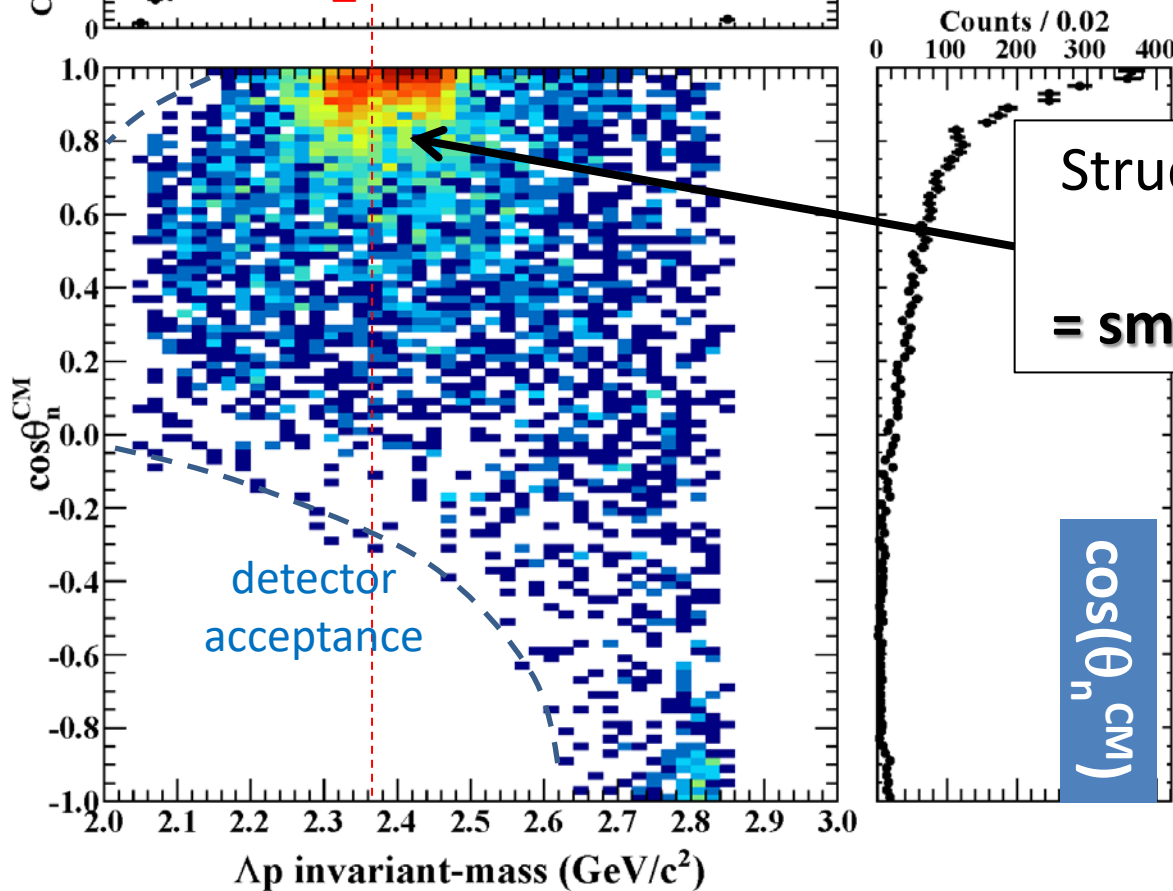 0
Counts / 0.02
0 100 200 300 400
1.0
0.8
0.6
0.4
0.2
0.0
-0.2
-0.4
-0.6
-0.8
-1.0
cosθₙᶜᴹ
detector
acceptance
2.0 2.1 2.2 2.3 2.4 2.5 2.6 2.7 2.8 2.9 3.0
Λp invariant-mass (GeV/c²)
= sm
cos(θₙᶜᴹ)